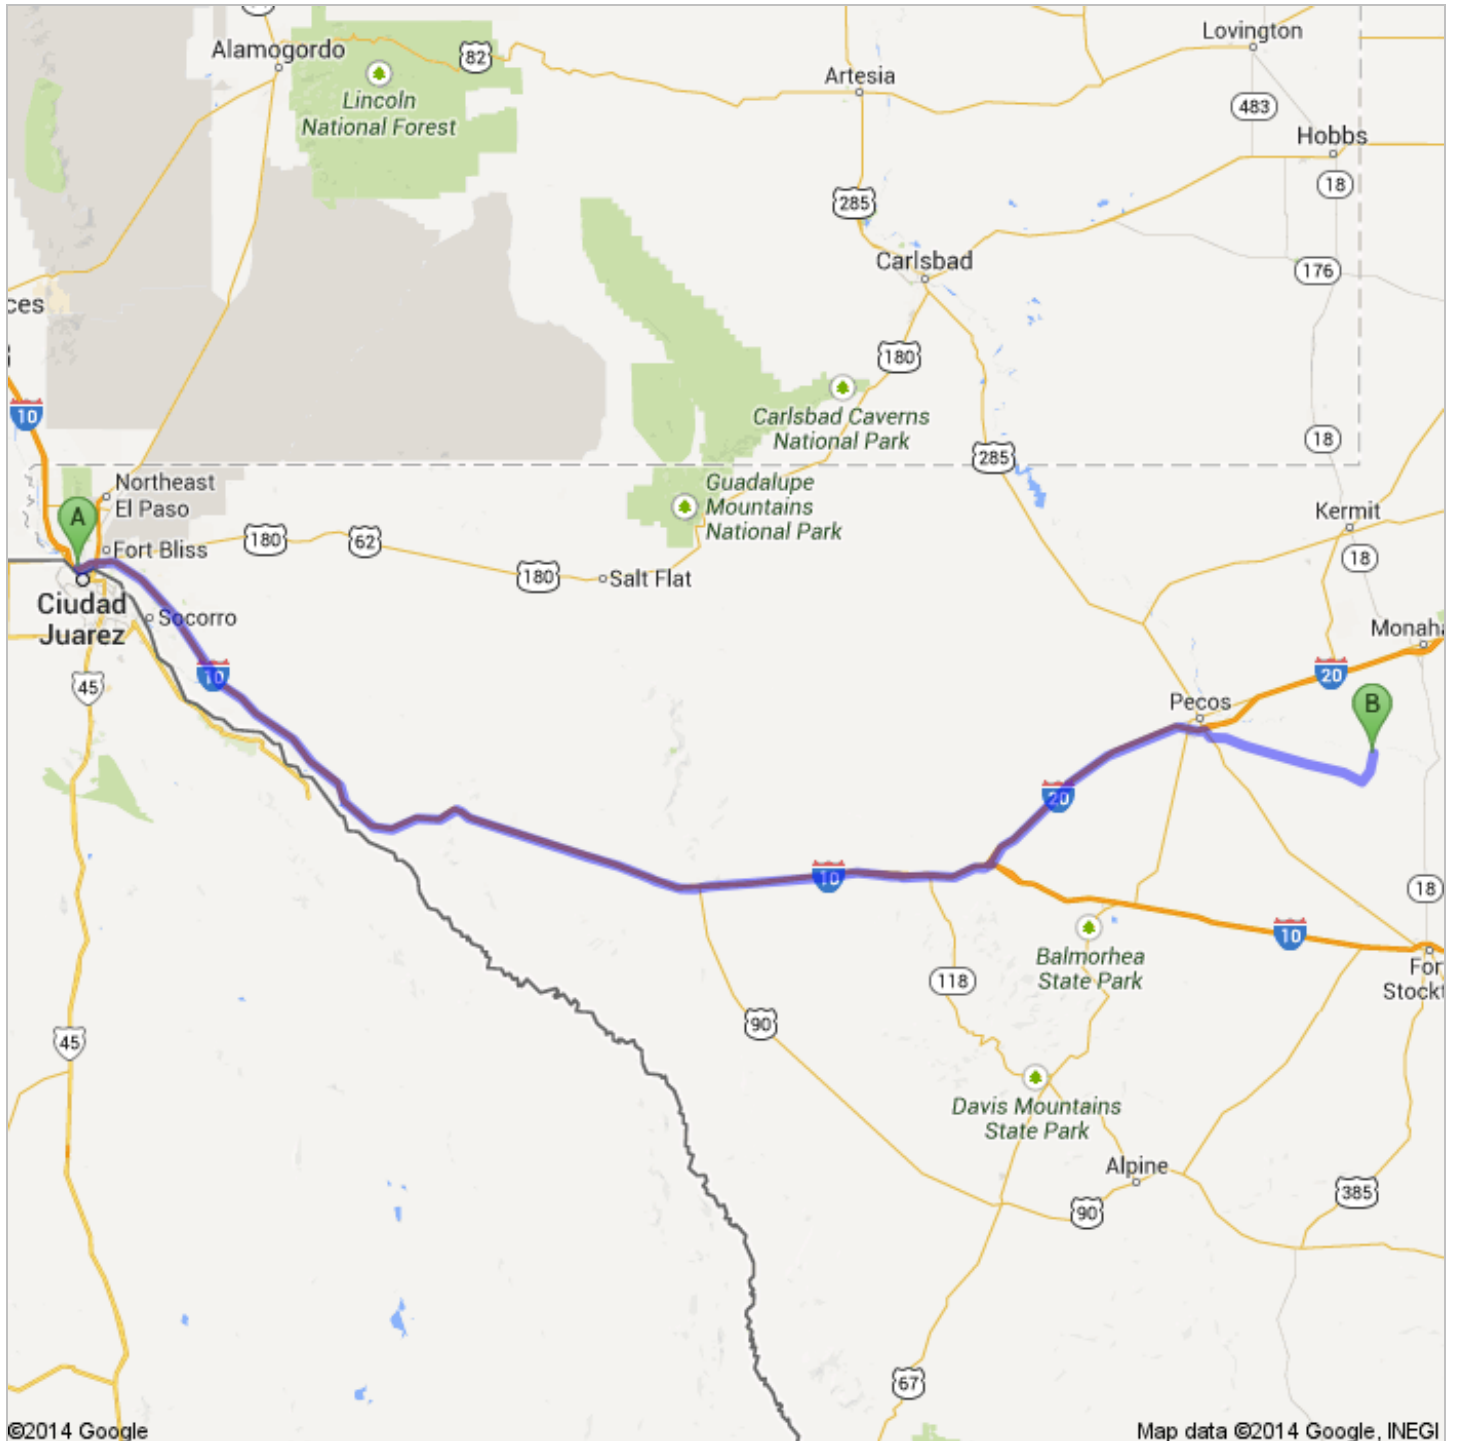 Alamogordo
82
Lincoln
National Forest
Artesia
Lovington
483
Hobbs
18
285
Carlsbad
176
ces
180
10
Carlsbad Caverns
National Park
18
285
Northeast
El Paso
Guadalupe
Mountains
National Park
A
Kermit
180
62
Fort Bliss
18
180
Salt Flat
Ciudad
Juarez
Socorro
Monah
10
20
45
Pecos
B
20
10
18
10
Balmorhea
State Park
For
Stockt
118
90
45
Davis Mountains
State Park
Alpine
385
90
67
©2014 Google
Map data ©2014 Google, INEGI